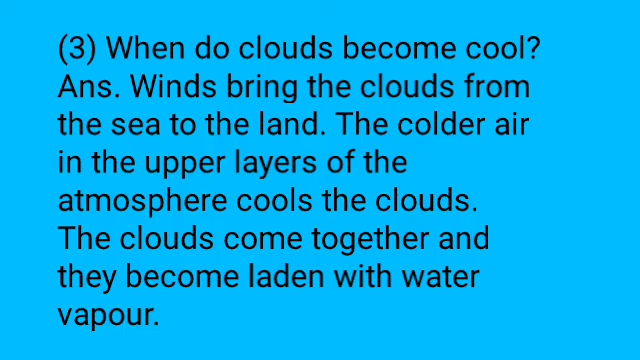 (3) When do clouds become cool?
Ans. Winds bring the clouds from
the sea to the land. The colder air
in the upper layers of the
atmosphere cools the clouds.
The clouds come together and
they become laden with water
vapour.